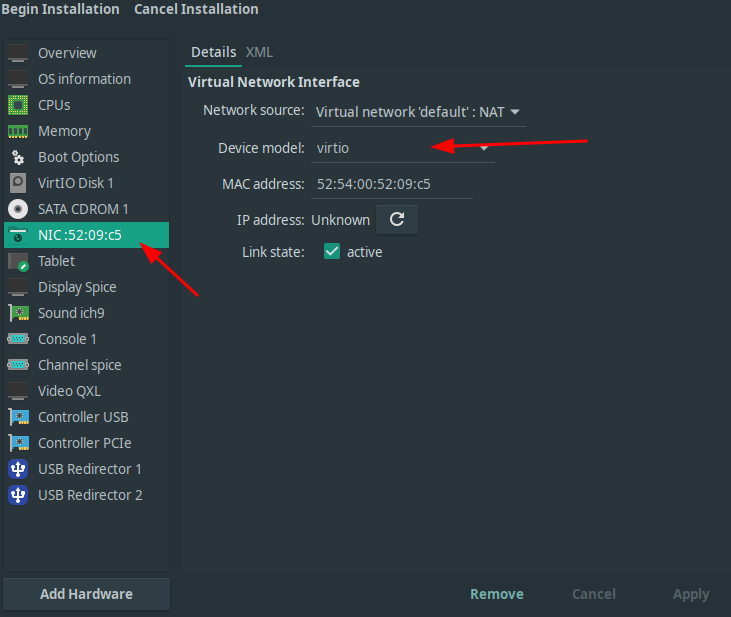 Begin Installation Cancel Installation
Overview
OS information
CPUs
Memory
Boot Options
VirtIO Disk 1
SATA CDROM 1
NIC :52:09:c5
Tablet
Display Spice
Sound ich9
Console 1
Channel spice
Video QXL
Controller USB
Controller PCIe
USB Redirector 1
USB Redirector 2
Add Hardware
Details XML
Virtual Network Interface
Network source: Virtual network 'default' : NAT
Device model: virtio
MAC address: 52:54:00:52:09:c5
IP address: Unknown
Link state: active
Remove Cancel Apply